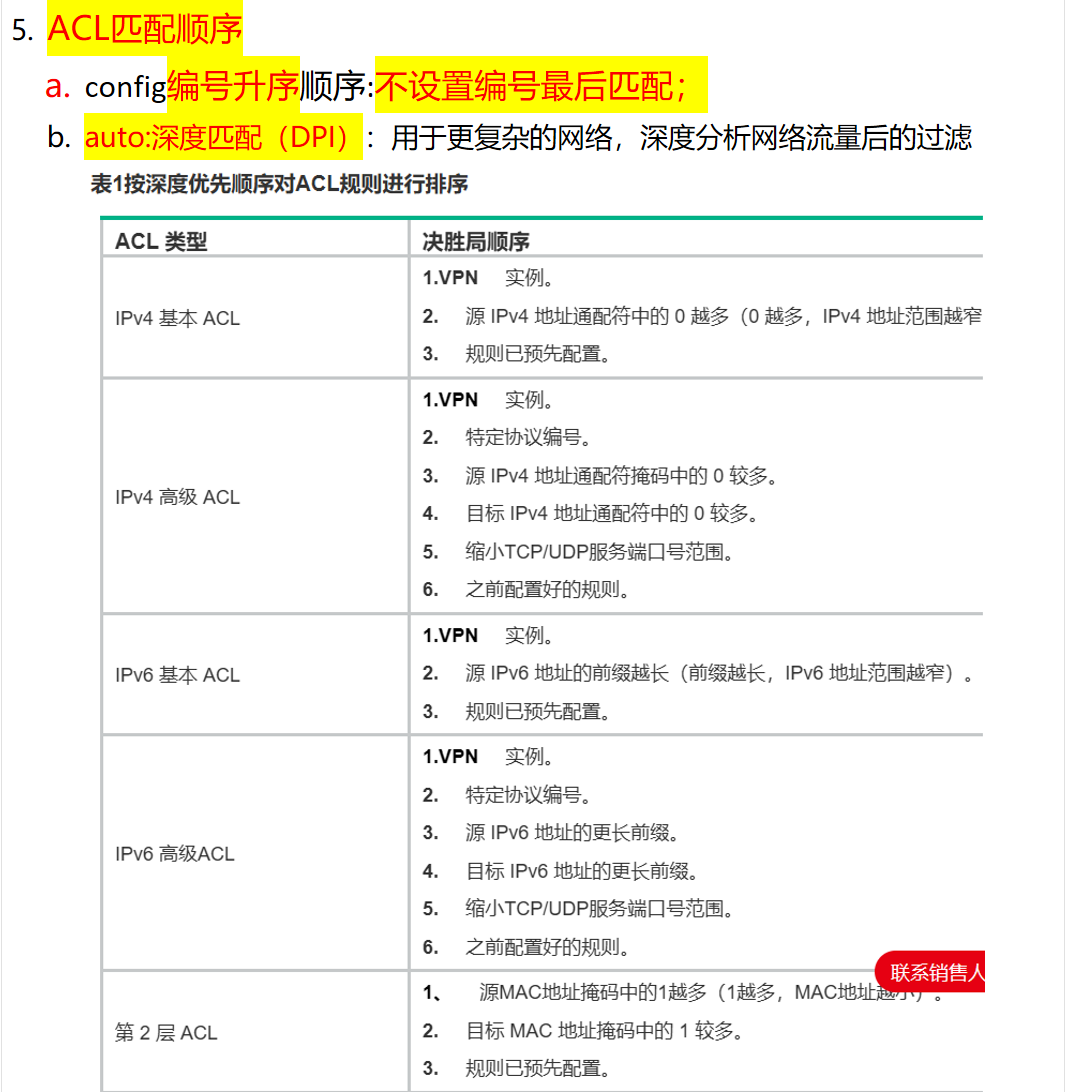 5. ACL匹配顺序
a. config编号升序顺序:不设置编号最后匹配；
b. auto:深度匹配（DPI）：用于更复杂的网络，深度分析网络流量后的过滤
表1按深度优先顺序对ACL规则进行排序
ACL 类型 决胜局顺序
IPv4 基本 ACL
1.VPN 实例。
2. 源 IPv4 地址通配符中的 0 越多（0 越多，IPv4 地址范围越窄
3. 规则已预先配置。
IPv4 高级 ACL
1.VPN 实例。
2. 特定协议编号。
3. 源 IPv4 地址通配符掩码中的 0 较多。
4. 目标 IPv4 地址通配符中的 0 较多。
5. 缩小TCP/UDP服务端口号范围。
6. 之前配置好的规则。
IPv6 基本 ACL
1.VPN 实例。
2. 源 IPv6 地址的前缀越长（前缀越长，IPv6 地址范围越窄）。
3. 规则已预先配置。
IPv6 高级ACL
1.VPN 实例。
2. 特定协议编号。
3. 源 IPv6 地址的更长前缀。
4. 目标 IPv6 地址的更长前缀。
5. 缩小TCP/UDP服务端口号范围。
6. 之前配置好的规则。
联系销售人
第 2 层 ACL
1、 源MAC地址掩码中的1越多（1越多，MAC地址越小）。
2. 目标 MAC 地址掩码中的 1 较多。
3. 规则已预先配置。